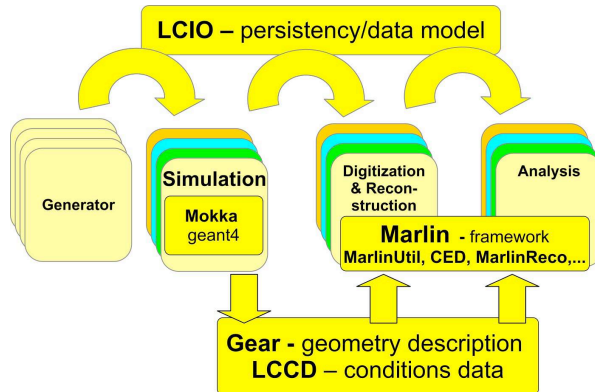 LCIO – persistency/data model
Generator
Simulation
Mokka
geant4
Digitization
& Recon-
struction
Analysis
Marlin - framework
MarlinUtil, CED, MarlinReco,...
Gear - geometry description
LCCD – conditions data